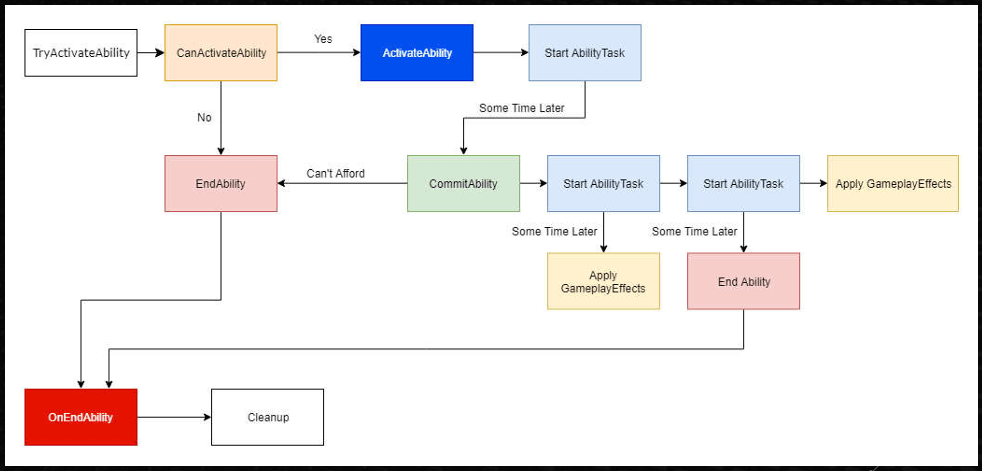 TryActivateAbility
CanActivateAbility
Yes
ActivateAbility
Start AbilityTask
No
Some Time Later
EndAbility
Can't Afford
CommitAbility
Start AbilityTask
Start AbilityTask
Apply GameplayEffects
Some Time Later
Some Time Later
Apply
GameplayEffects
End Ability
OnEndAbility
Cleanup